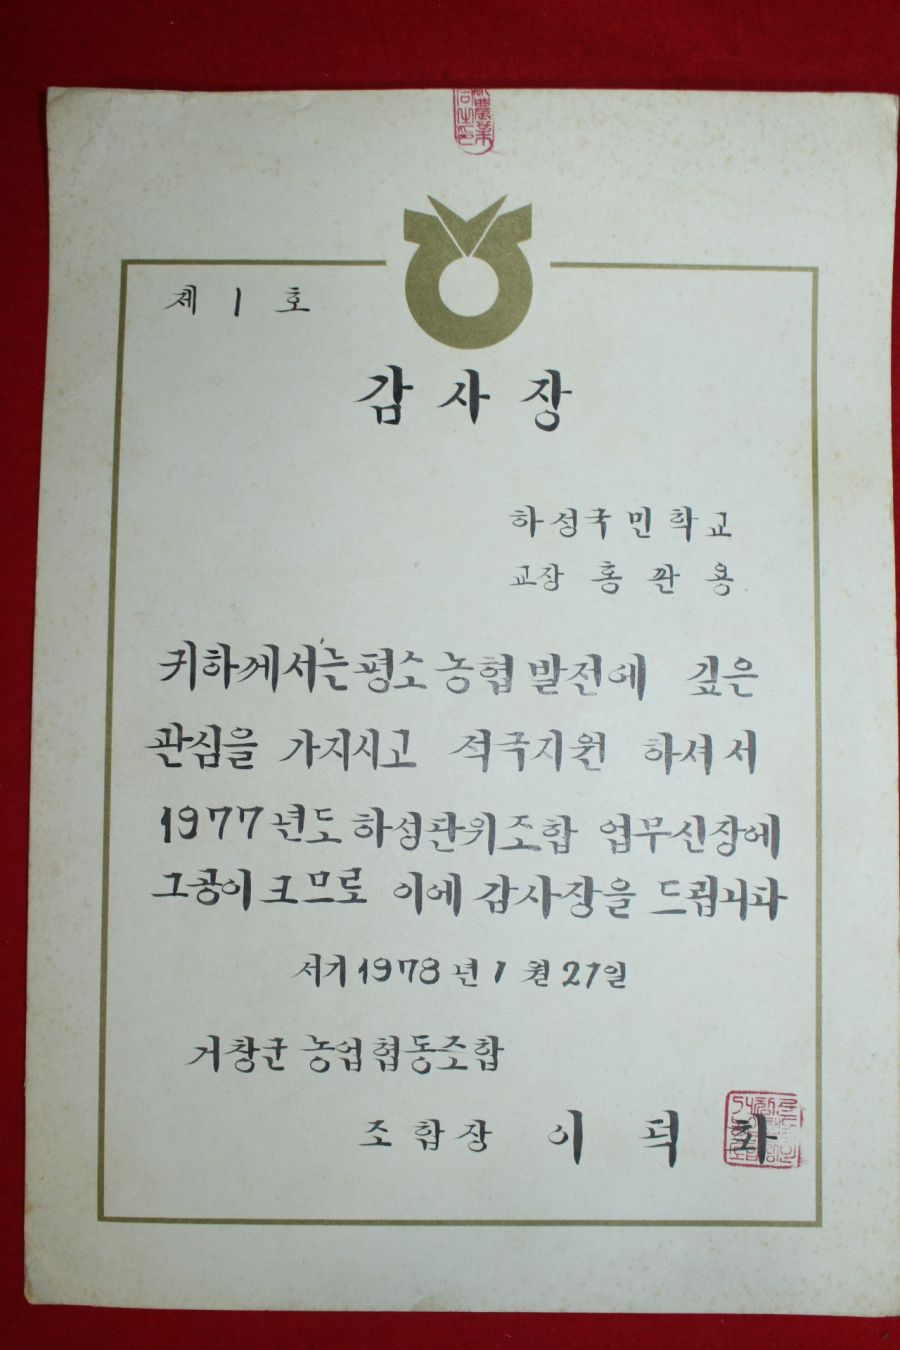 제 1 호
감사장
하성국민학교
교장 홍 판 용
귀하께서는 평소 농협 발전에 깊은
관심을 가지시고 적극지원 하셔서
1977년도 하성단위조합 업무신장에
그공이 크므로 이에 감사장을 드립니다
서기 1978년 1월 27일
거창군 농업협동조합
조합장 이 덕 화